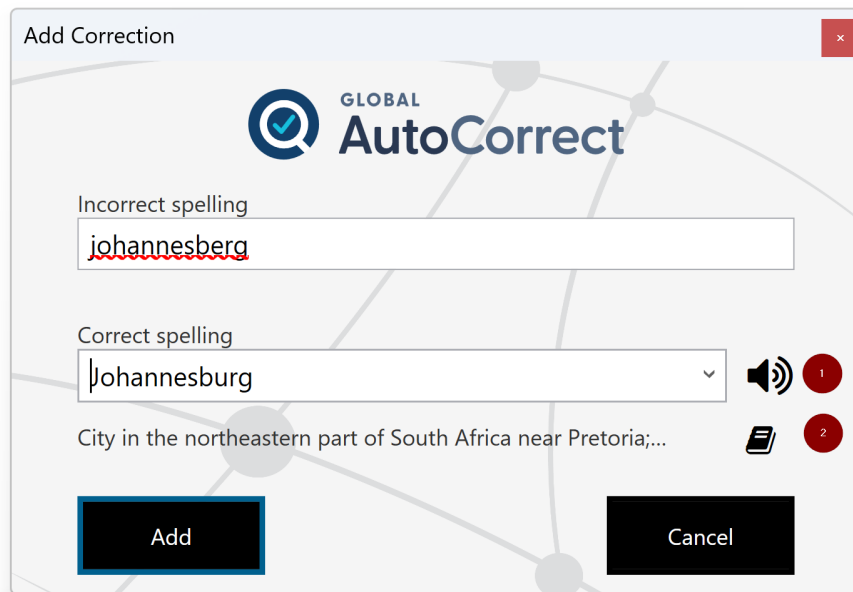 Add Correction
×
GLOBAL
AutoCorrect
Incorrect spelling
johannesberg
Correct spelling
Johannesburg
1
City in the northeastern part of South Africa near Pretoria;...
2
Add
Cancel